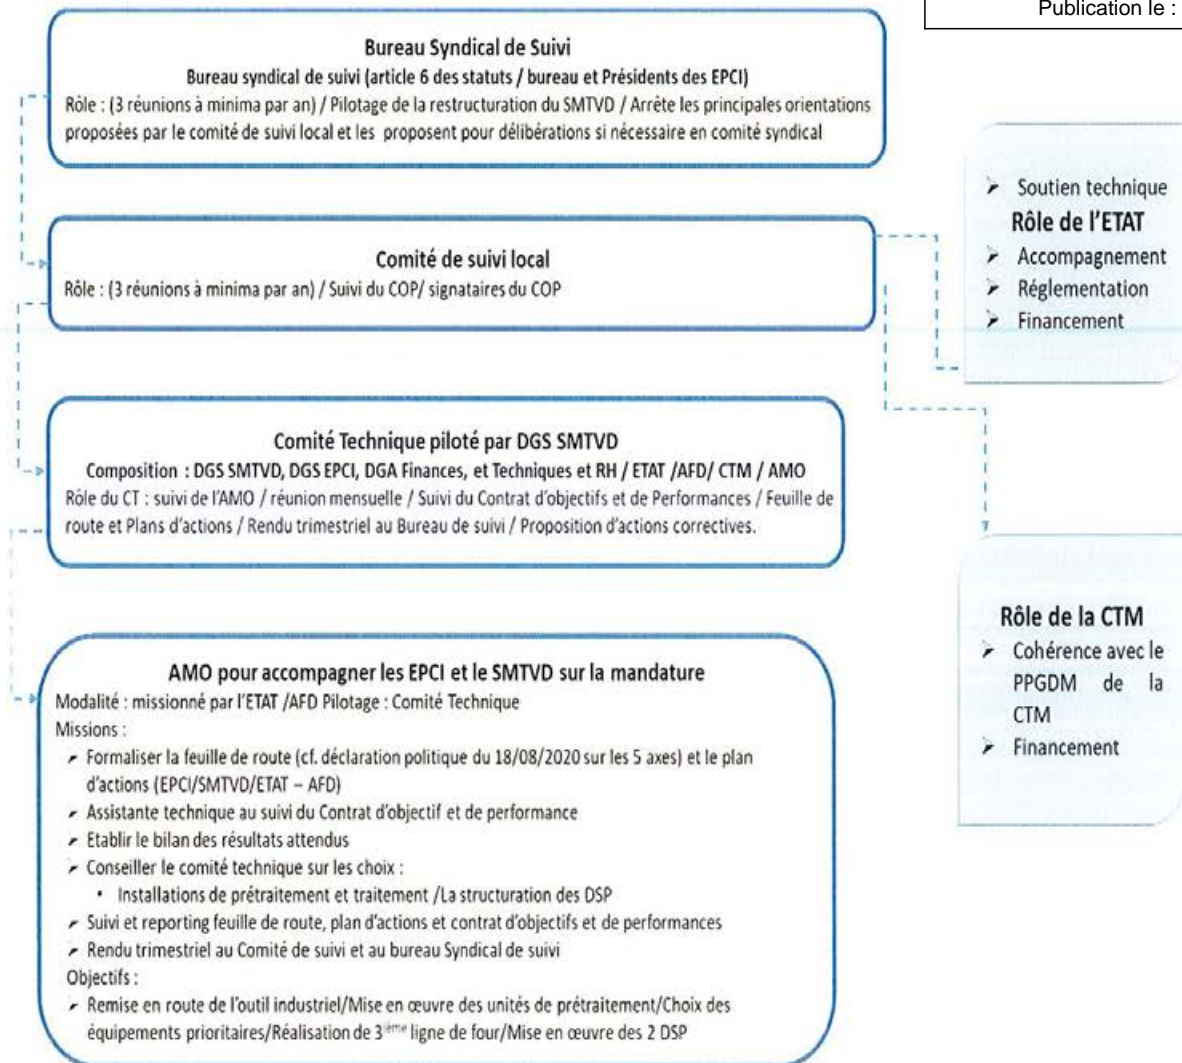 Publication le :
Bureau Syndical de Suivi
Bureau syndical de suivi (article 6 des statuts / bureau et Présidents des EPCI)
Rôle : (3 réunions à minima par an) / Pilotage de la restructuration du SMTVD / Arrête les principales orientations
proposées par le comité de suivi local et les proposent pour délibérations si nécessaire en comité syndical
Comité de suivi local
Rôle : (3 réunions à minima par an) / Suivi du COP/ signataires du COP
Comité Technique piloté par DGS SMTVD
Composition : DGS SMTVD, DGS EPCI, DGA Finances, et Techniques et RH / ETAT /AFD/ CTM / AMO
Rôle du CT : suivi de l'AMO / réunion mensuelle / Suivi du Contrat d'objectifs et de Performances / Feuille de
route et Plans d'actions / Rendu trimestriel au Bureau de suivi / Proposition d'actions correctives.
AMO pour accompagner les EPCI et le SMTVD sur la mandature
Modalité : missionné par l'ETAT /AFD Pilotage : Comité Technique
Missions :
➢ Formaliser la feuille de route (cf. déclaration politique du 18/08/2020 sur les 5 axes) et le plan
d'actions (EPCI/SMTVD/ETAT – AFD)
➢ Assistante technique au suivi du Contrat d'objectif et de performance
➢ Etablir le bilan des résultats attendus
➢ Conseiller le comité technique sur les choix :
• Installations de prétraitement et traitement /La structuration des DSP
➢ Suivi et reporting feuille de route, plan d'actions et contrat d'objectifs et de performances
➢ Rendu trimestriel au Comité de suivi et au bureau Syndical de suivi
Objectifs :
➢ Remise en route de l'outil industriel/Mise en œuvre des unités de prétraitement/Choix des
équipements prioritaires/Réalisation de 3ième ligne de four/Mise en œuvre des 2 DSP
➢ Soutien technique
Rôle de l'ETAT
➢ Accompagnement
➢ Réglementation
➢ Financement
Rôle de la CTM
➢ Cohérence avec le
PPGDM de la
CTM
➢ Financement